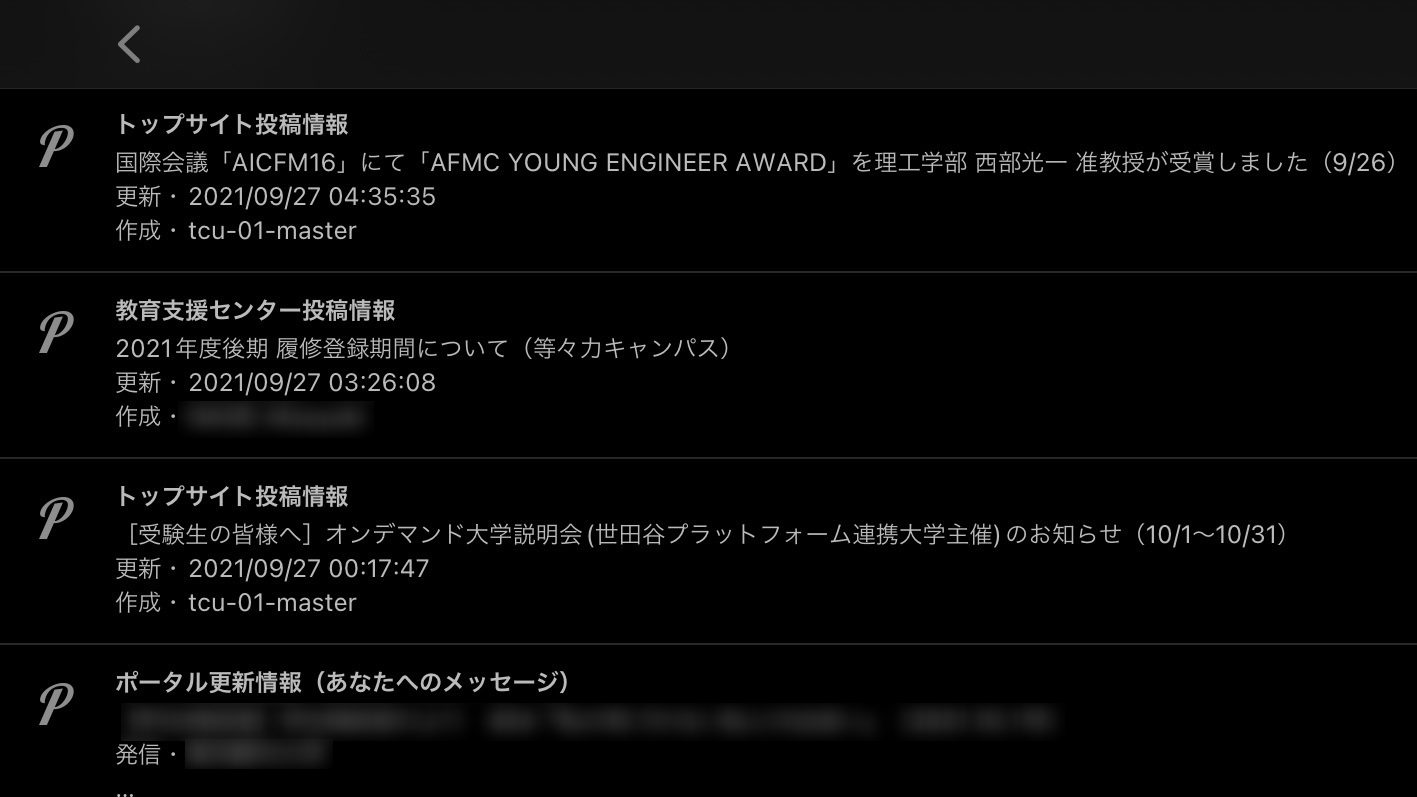 トップサイト投稿情報
国際会議「AICFM16」にて「AFMC YOUNG ENGINEER AWARD」を理工学部 西部光一 准教授が受賞しました（9/26）
更新・2021/09/27 04:35:35
作成・tcu-01-master
教育支援センター投稿情報
2021年度後期 履修登録期間について（等々力キャンパス）
更新・2021/09/27 03:26:08
作成・
トップサイト投稿情報
［受験生の皆様へ］オンデマンド大学説明会(世田谷プラットフォーム連携大学主催)のお知らせ（10/1〜10/31）
更新・2021/09/27 00:17:47
作成・tcu-01-master
ポータル更新情報（あなたへのメッセージ）
発信・
...